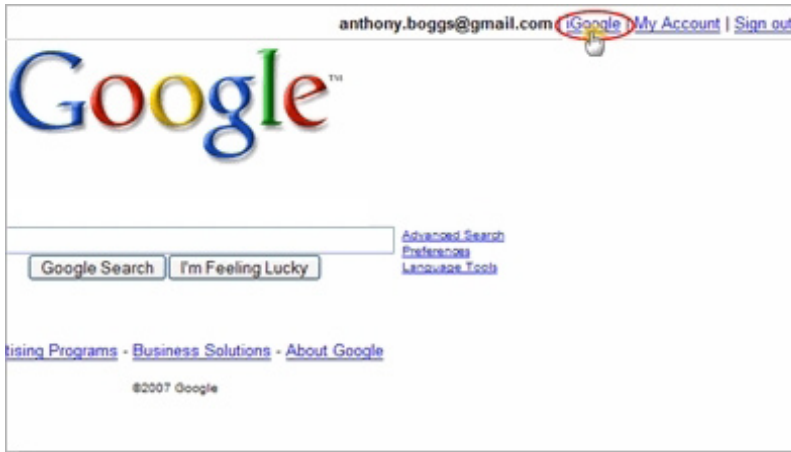 anthony.boggs@gmail.com | iGoogle | My Account | Sign out
Google™
Advanced Search
Preferences
Language Tools
Google Search I'm Feeling Lucky
tising Programs - Business Solutions - About Google
©2007 Google